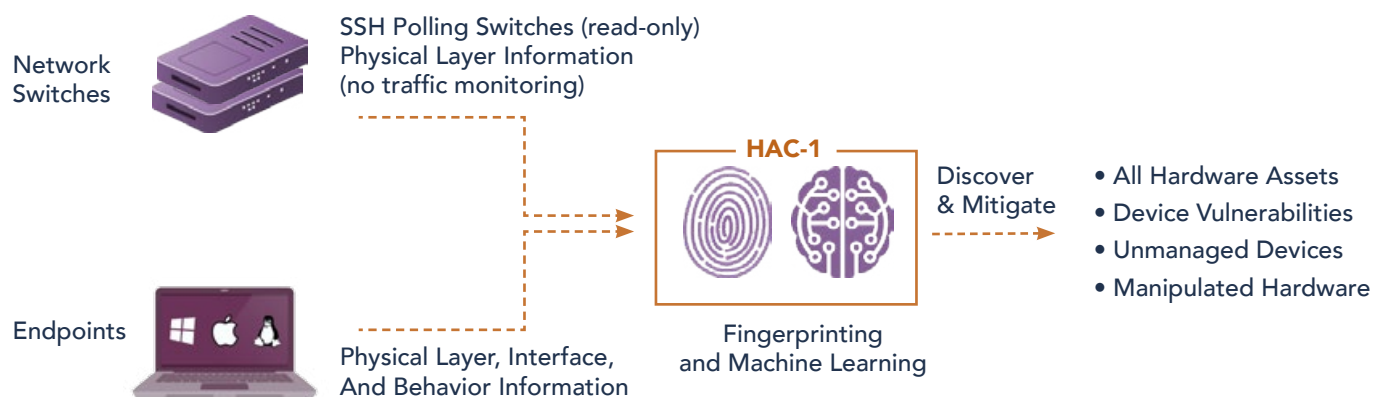 Network
Switches
SSH Polling Switches (read-only)
Physical Layer Information
(no traffic monitoring)
HAC-1
Discover
& Mitigate
• All Hardware Assets
• Device Vulnerabilities
• Unmanaged Devices
• Manipulated Hardware
Endpoints
Physical Layer, Interface,
And Behavior Information
Fingerprinting
and Machine Learning